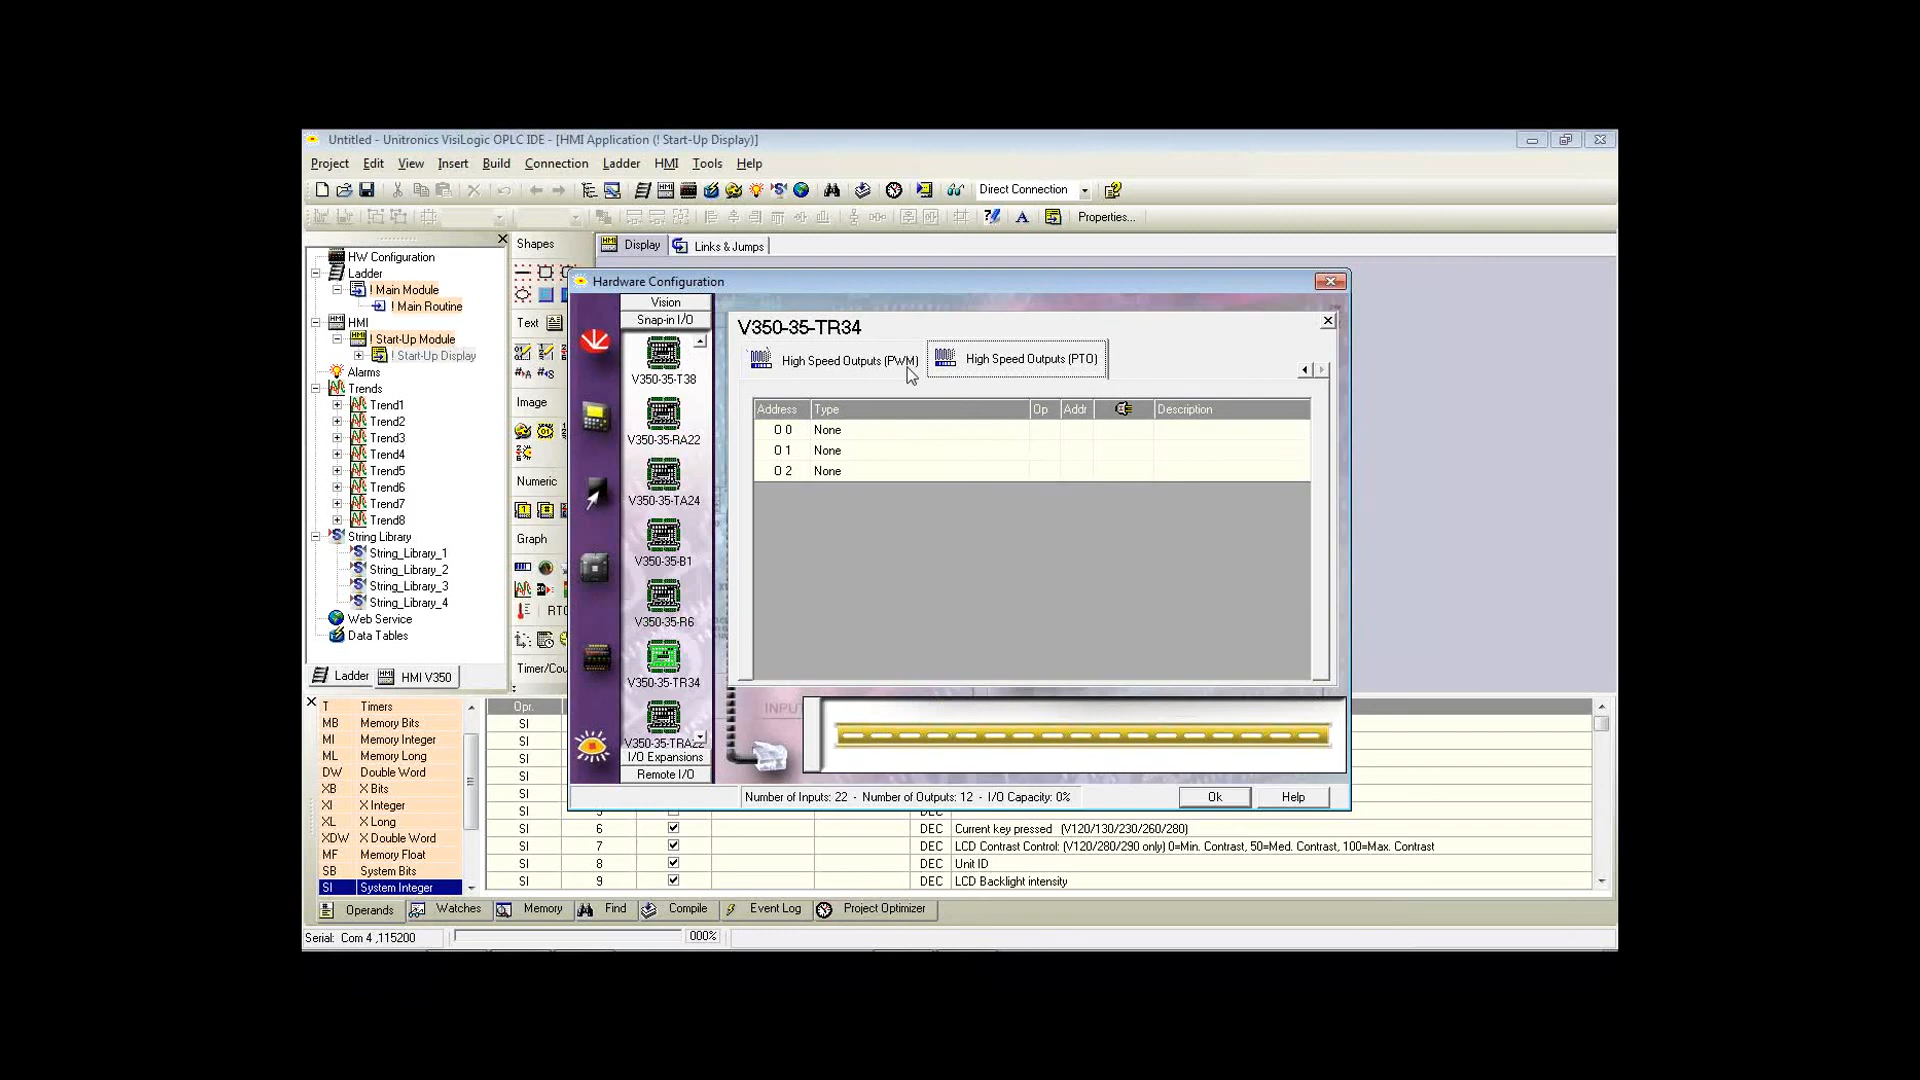 Untitled - Unitronics VisiLogic OPLC IDE - [HMI Application (! Start-Up Display)]
Project Edit View Insert Build Connection Ladder HMI Tools Help
Direct Connection
Properties...
HW Configuration
Ladder
! Main Module
! Main Routine
HMI
! Start-Up Module
! Start-Up Display
Alarms
Trends
Trend1
Trend2
Trend3
Trend4
Trend5
Trend6
Trend7
Trend8
String Library
String_Library_1
String_Library_2
String_Library_3
String_Library_4
Web Service
Data Tables
Ladder HMI V350
Shapes
Text
Image
Numeric
Graph
Display Links & Jumps
Hardware Configuration
Vision
Snap-in I/O
V350-35-T38
V350-35-RA22
V350-35-TA24
V350-35-B1
V350-35-R6
V350-35-TR34
I/O Expansions
Remote I/O
V350-35-TR34
High Speed Outputs (PWM) High Speed Outputs (PTO)
Address Type Op Addr Description
O 0 None
O 1 None
O 2 None
Number of Inputs: 22 - Number of Outputs: 12 - I/O Capacity: 0%
Ok Help
T Timers
MB Memory Bits
MI Memory Integer
ML Memory Long
DW Double Word
XB X Bits
XI X Integer
XL X Long
XDW X Double Word
MF Memory Float
SB System Bits
SI System Integer
Opr.
SI
SI
SI
SI
SI
SI
SI 6 DEC Current key pressed (V120/130/230/260/280)
SI 7 DEC LCD Contrast Control: (V120/280/290 only) 0=Min. Contrast, 50=Med. Contrast, 100=Max. Contrast
SI 8 DEC Unit ID
SI 9 DEC LCD Backlight intensity
Operands Watches Memory Find Compile Event Log Project Optimizer
Serial: Com 4 ,115200 000%